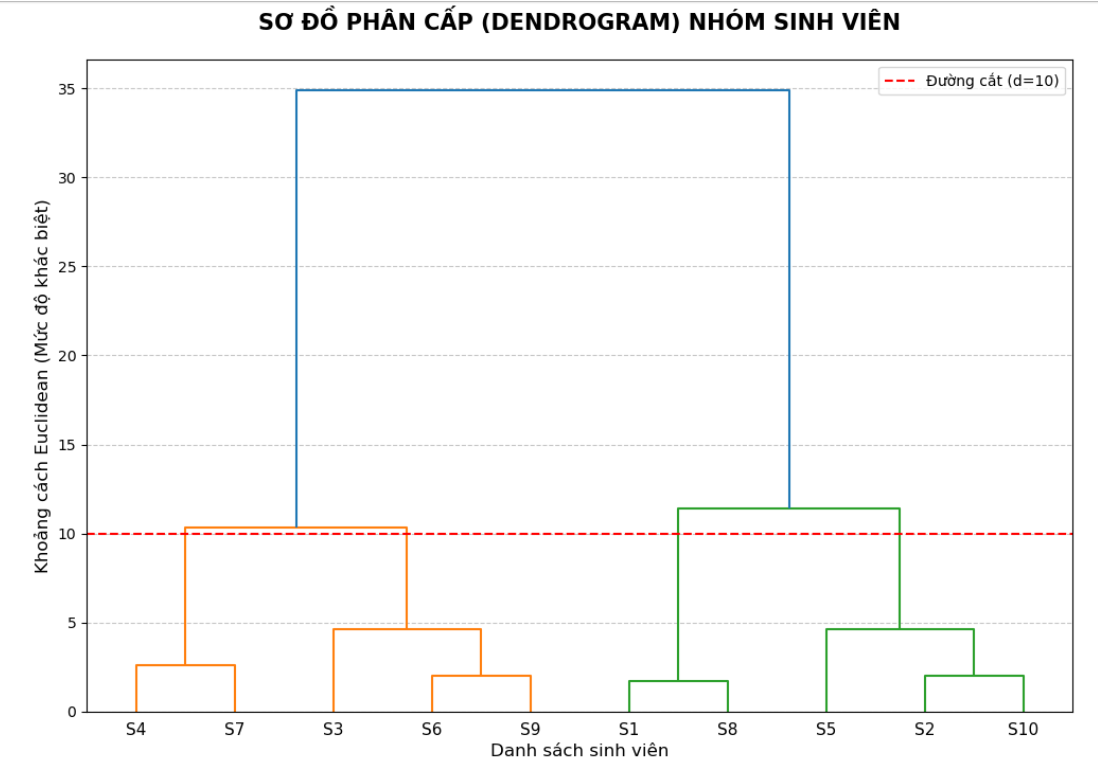 SƠ ĐỒ PHÂN CẤP (DENDROGRAM) NHÓM SINH VIÊN
Đường cắt (d=10)
Khoảng cách Euclidean (Mức độ khác biệt)
35
30
25
20
15
10
5
0
S4 S7 S3 S6 S9 S1 S8 S5 S2 S10
Danh sách sinh viên